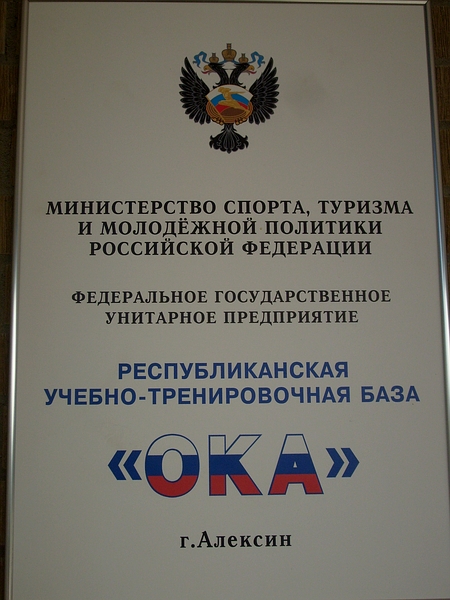 МИНИСТЕРСТВО СПОРТА, ТУРИЗМА
И МОЛОДЁЖНОЙ ПОЛИТИКИ
РОССИЙСКОЙ ФЕДЕРАЦИИ
ФЕДЕРАЛЬНОЕ ГОСУДАРСТВЕННОЕ
УНИТАРНОЕ ПРЕДПРИЯТИЕ
РЕСПУБЛИКАНСКАЯ
УЧЕБНО-ТРЕНИРОВОЧНАЯ БАЗА
«ОКА»
г.Алексин